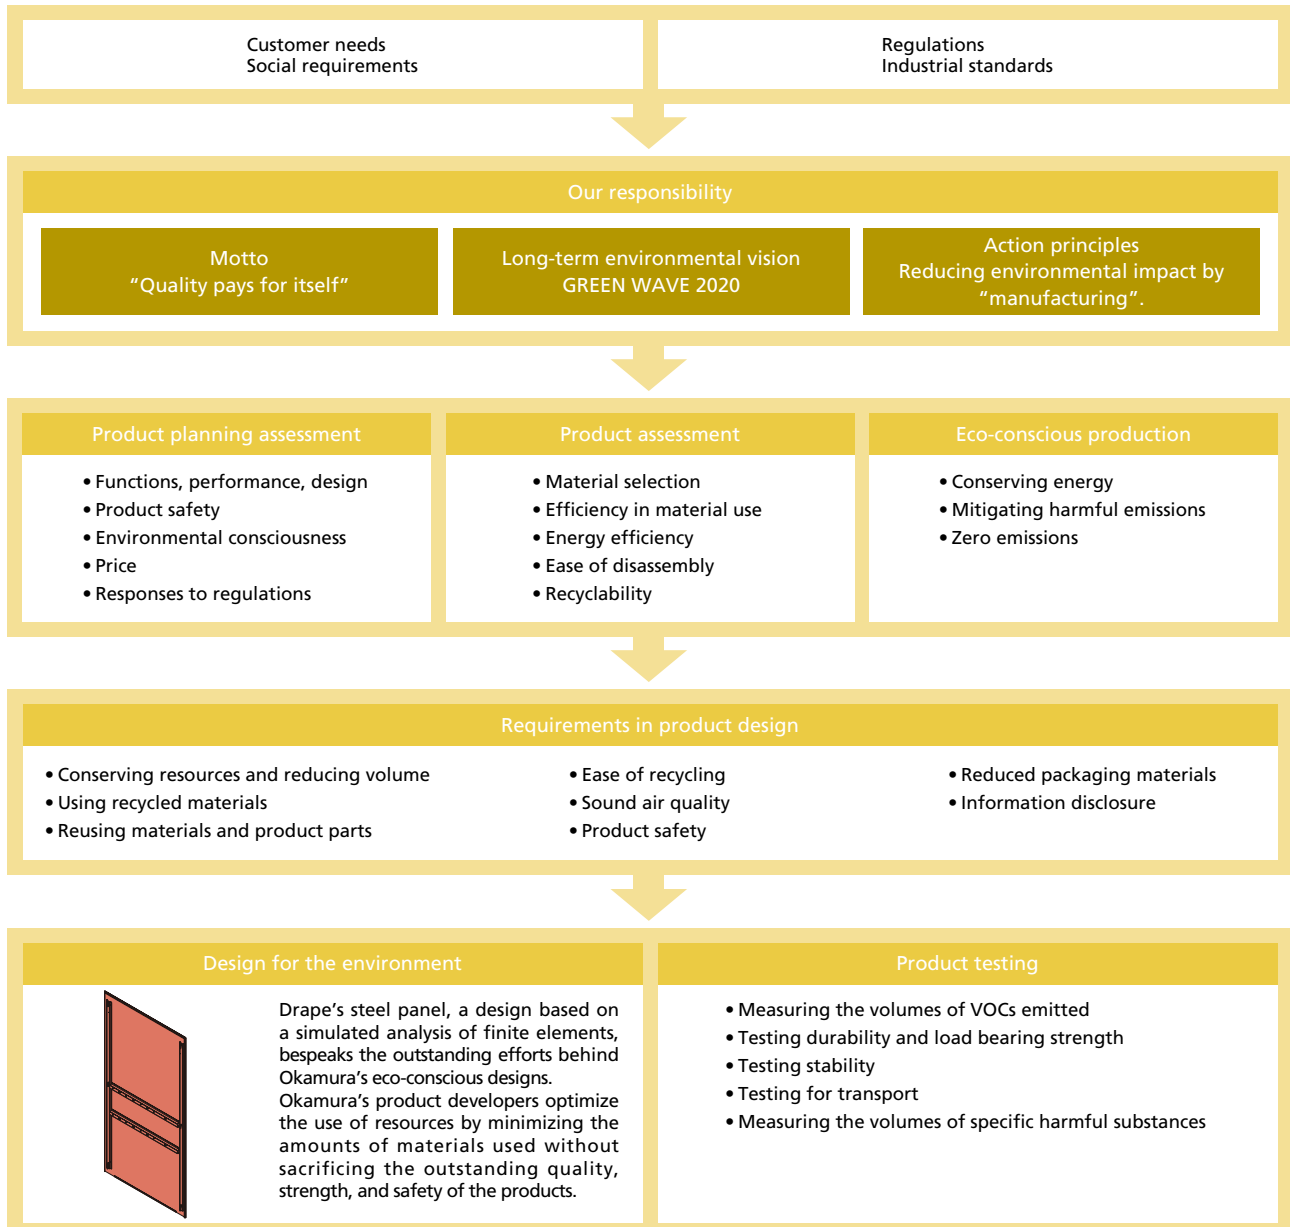 Customer needs
Social requirements
Regulations
Industrial standards
Our responsibility
Motto
“Quality pays for itself”
Long-term environmental vision
GREEN WAVE 2020
Action principles
Reducing environmental impact by
“manufacturing”.
Product planning assessment
• Functions, performance, design
• Product safety
• Environmental consciousness
• Price
• Responses to regulations
Product assessment
• Material selection
• Efficiency in material use
• Energy efficiency
• Ease of disassembly
• Recyclability
Eco-conscious production
• Conserving energy
• Mitigating harmful emissions
• Zero emissions
Requirements in product design
• Conserving resources and reducing volume
• Using recycled materials
• Reusing materials and product parts
• Ease of recycling
• Sound air quality
• Product safety
• Reduced packaging materials
• Information disclosure
Design for the environment
Drape’s steel panel, a design based on
a simulated analysis of finite elements,
bespeaks the outstanding efforts behind
Okamura’s eco-conscious designs.
Okamura’s product developers optimize
the use of resources by minimizing the
amounts of materials used without
sacrificing the outstanding quality,
strength, and safety of the products.
Product testing
• Measuring the volumes of VOCs emitted
• Testing durability and load bearing strength
• Testing stability
• Testing for transport
• Measuring the volumes of specific harmful substances